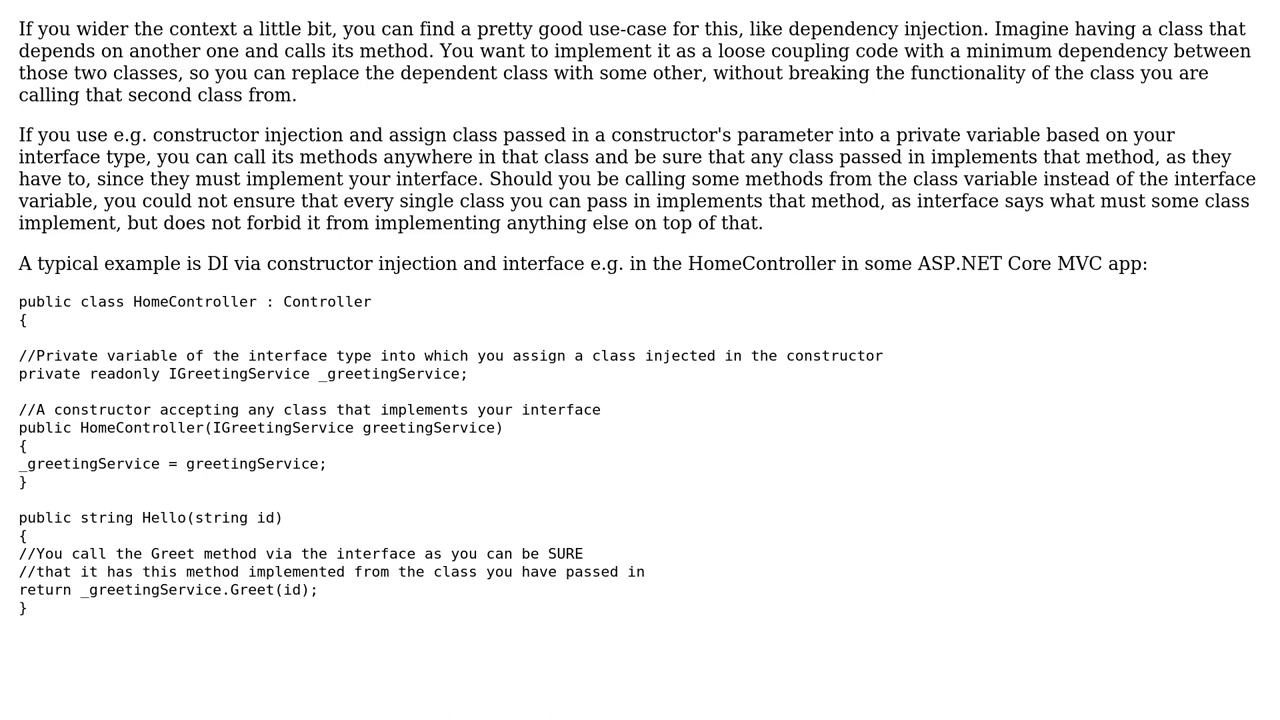 If you wider the context a little bit, you can find a pretty good use-case for this, like dependency injection. Imagine having a class that
depends on another one and calls its method. You want to implement it as a loose coupling code with a minimum dependency between
those two classes, so you can replace the dependent class with some other, without breaking the functionality of the class you are
calling that second class from.
If you use e.g. constructor injection and assign class passed in a constructor's parameter into a private variable based on your
interface type, you can call its methods anywhere in that class and be sure that any class passed in implements that method, as they
have to, since they must implement your interface. Should you be calling some methods from the class variable instead of the interface
variable, you could not ensure that every single class you can pass in implements that method, as interface says what must some class
implement, but does not forbid it from implementing anything else on top of that.
A typical example is DI via constructor injection and interface e.g. in the HomeController in some ASP.NET Core MVC app:
public class HomeController : Controller
{
//Private variable of the interface type into which you assign a class injected in the constructor
private readonly IGreetingService _greetingService;
//A constructor accepting any class that implements your interface
public HomeController(IGreetingService greetingService)
{
_greetingService = greetingService;
}
public string Hello(string id)
{
//You call the Greet method via the interface as you can be SURE
//that it has this method implemented from the class you have passed in
return _greetingService.Greet(id);
}